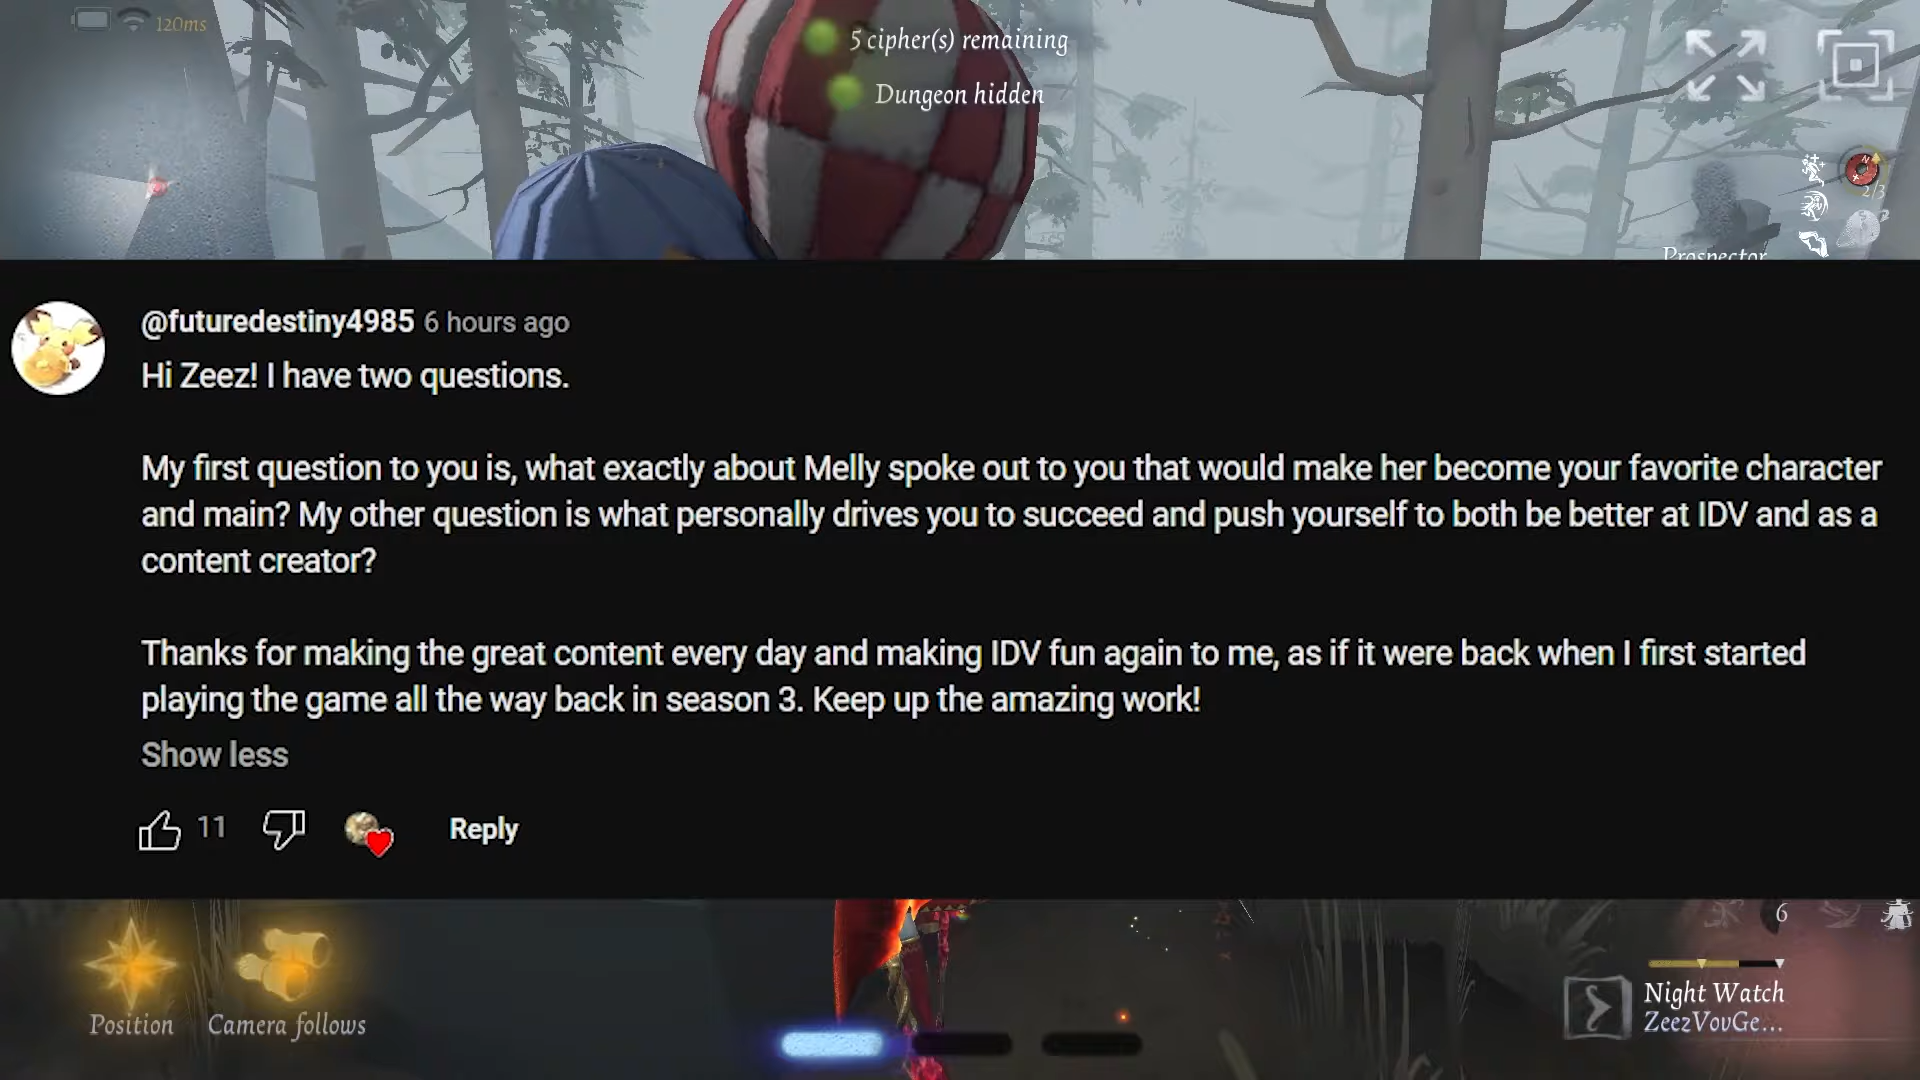 120ms
5 cipher(s) remaining
Dungeon hidden
2/3
Prospector
@futuredestiny4985 6 hours ago
Hi Zeez! I have two questions.
My first question to you is, what exactly about Melly spoke out to you that would make her become your favorite character
and main? My other question is what personally drives you to succeed and push yourself to both be better at IDV and as a
content creator?
Thanks for making the great content every day and making IDV fun again to me, as if it were back when I first started
playing the game all the way back in season 3. Keep up the amazing work!
Show less
11
Reply
6
Position
Camera follows
Night Watch
ZeezVovGe...